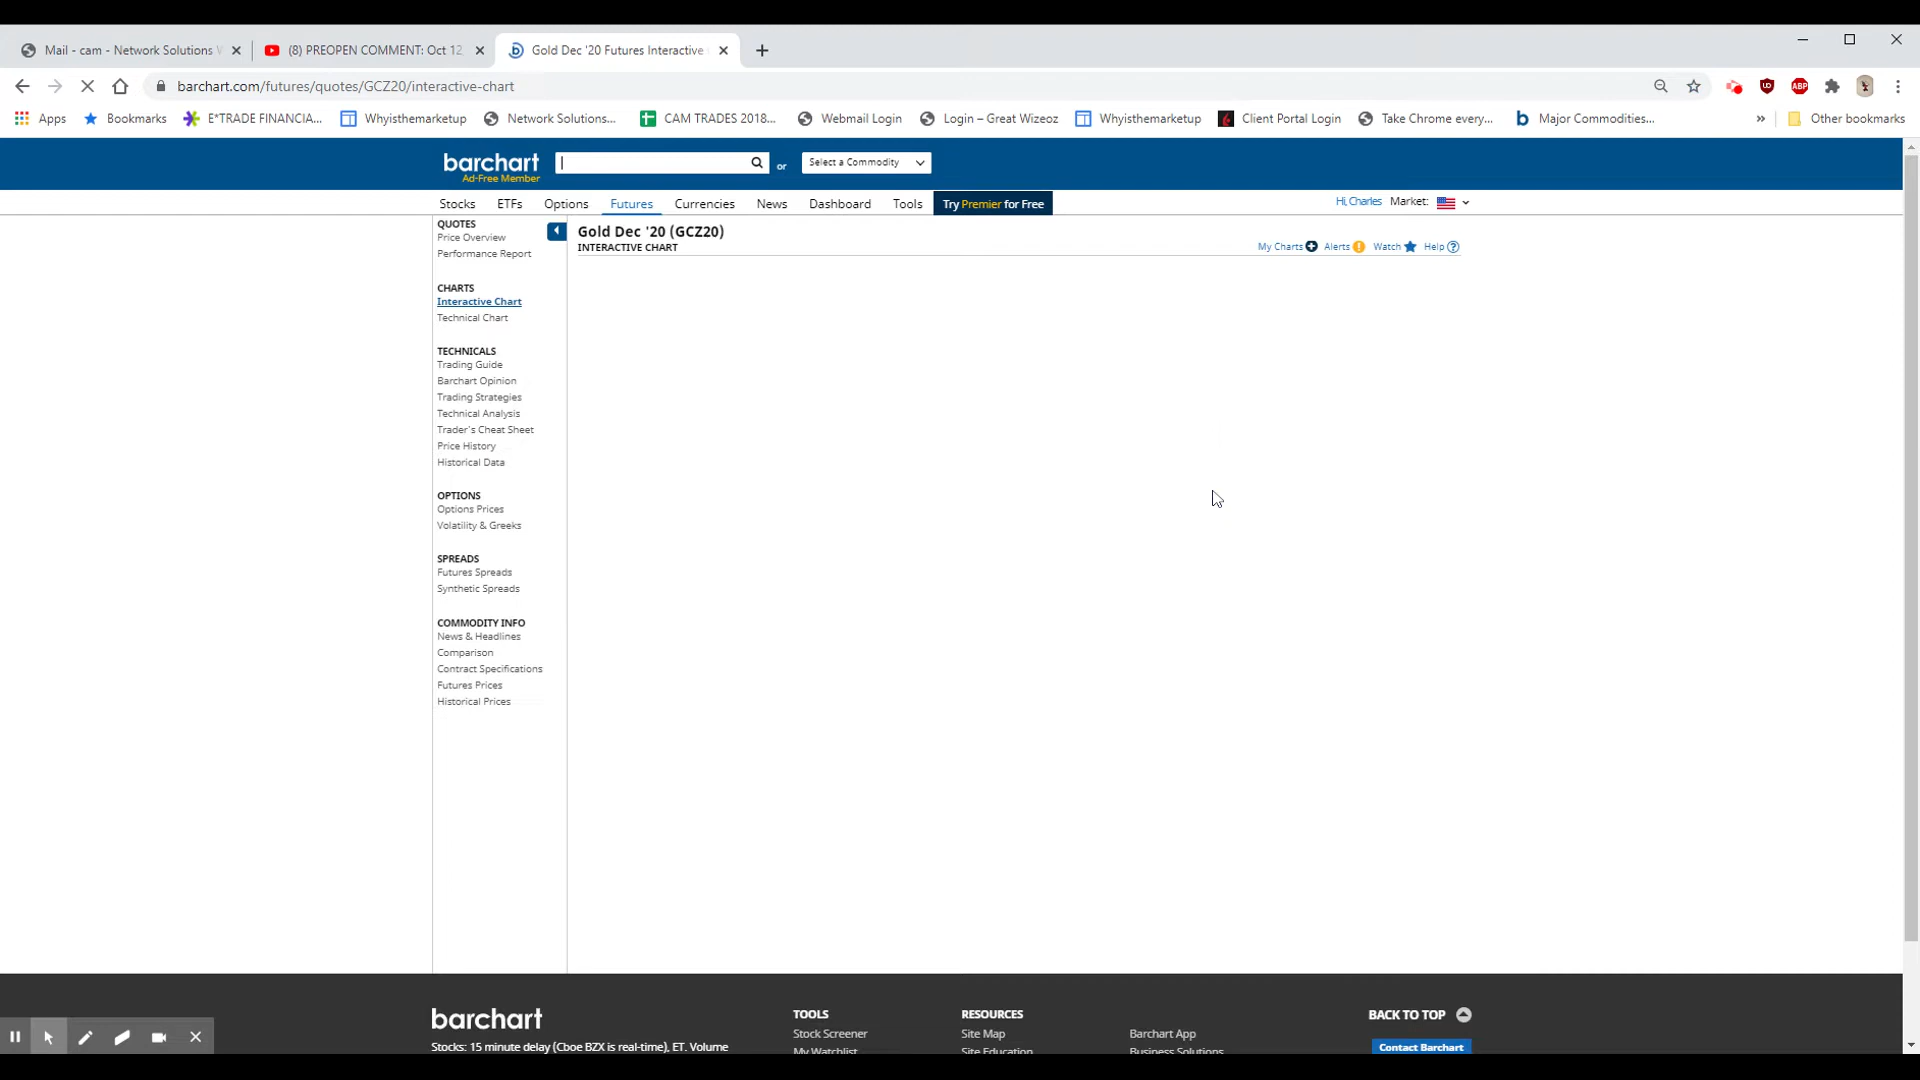 Mail - cam - Network Solutions
(8) PREOPEN COMMENT: Oct 12,
Gold Dec '20 Futures Interactive
barchart.com/futures/quotes/GCZ20/interactive-chart
Apps
Bookmarks
E*TRADE FINANCIA...
Whyisthemarketup
Network Solutions...
CAM TRADES 2018...
Webmail Login
Login – Great Wizeoz
Whyisthemarketup
Client Portal Login
Take Chrome every...
Major Commodities...
»
Other bookmarks
barchart
Ad-Free Member
or
Select a Commodity
Stocks
ETFs
Options
Futures
Currencies
News
Dashboard
Tools
Try Premier for Free
Hi, Charles
Market:
QUOTES
Price Overview
Performance Report
CHARTS
Interactive Chart
Technical Chart
TECHNICALS
Trading Guide
Barchart Opinion
Trading Strategies
Technical Analysis
Trader's Cheat Sheet
Price History
Historical Data
OPTIONS
Options Prices
Volatility & Greeks
SPREADS
Futures Spreads
Synthetic Spreads
COMMODITY INFO
News & Headlines
Comparison
Contract Specifications
Futures Prices
Historical Prices
Gold Dec '20 (GCZ20)
INTERACTIVE CHART
My Charts
Alerts
Watch
Help
barchart
Stocks: 15 minute delay (Cboe BZX is real-time), ET. Volume
TOOLS
Stock Screener
My Watchlist
RESOURCES
Site Map
Site Education
Barchart App
Business Solutions
BACK TO TOP
Contact Barchart